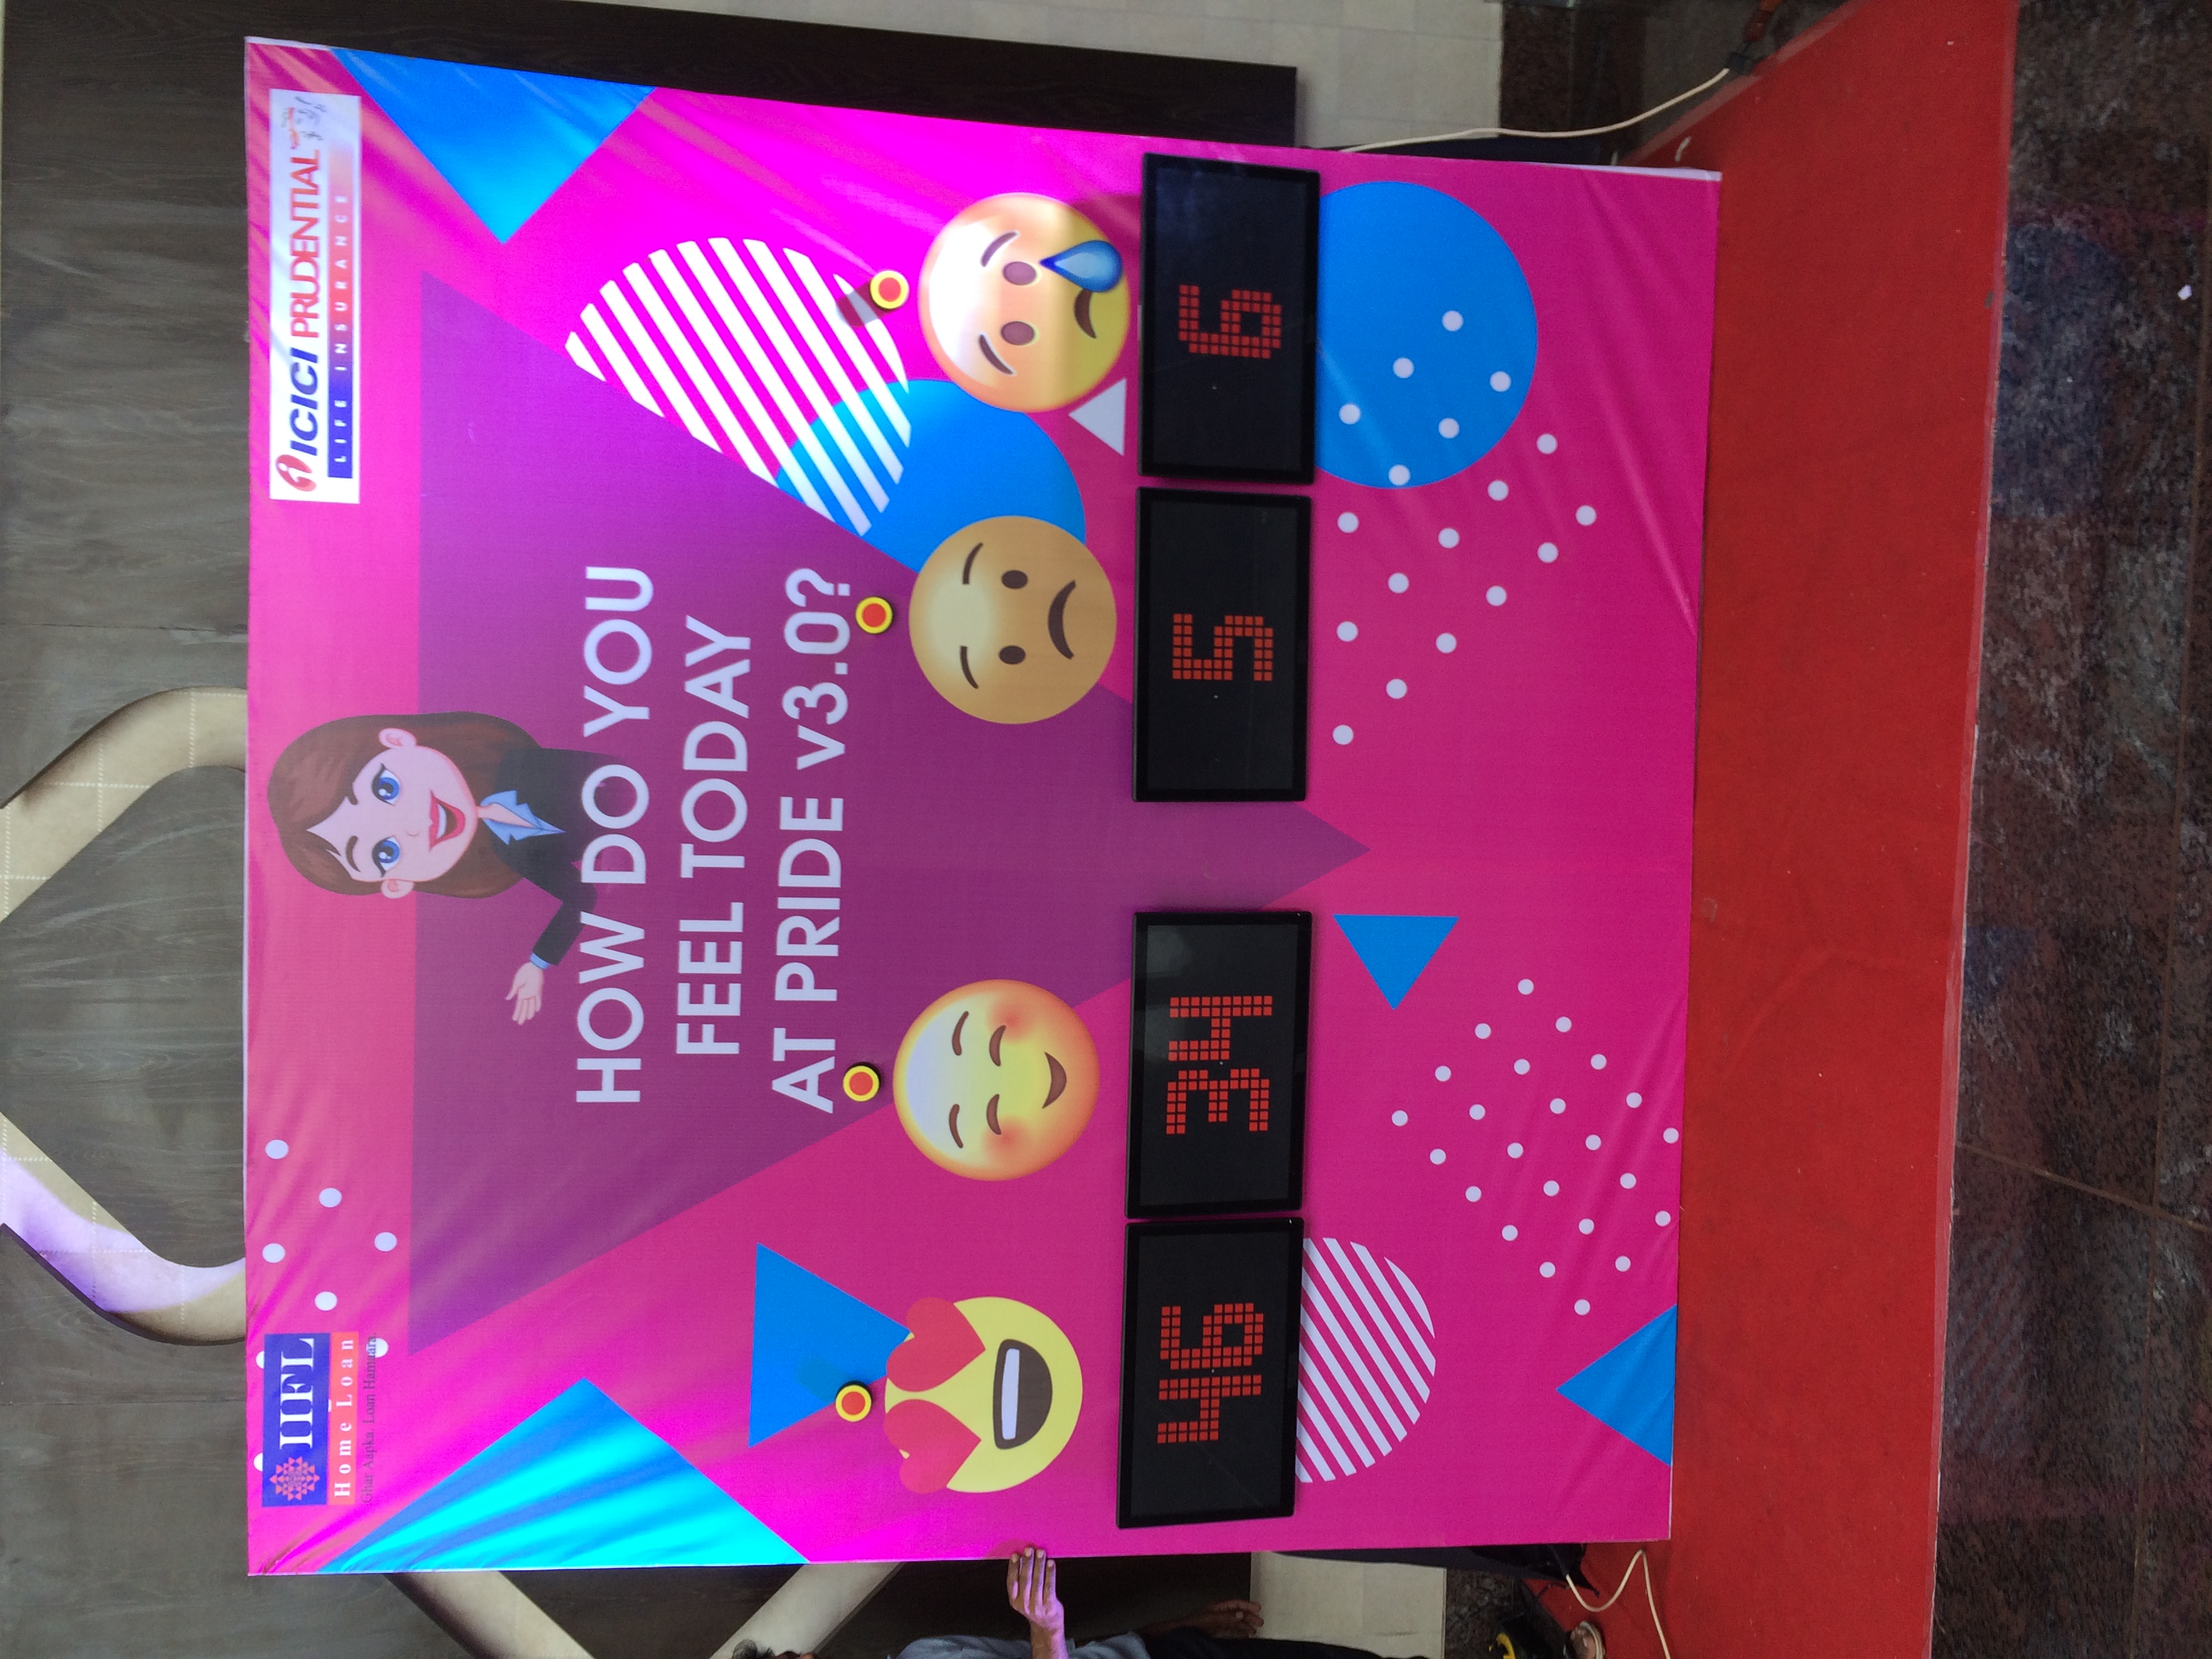 IIFL
Home Loan
Ghar Aapka. Loan Hamaara.
ICICI PRUDENTIAL
LIFE INSURANCE
HOW DO YOU
FEEL TODAY
AT PRIDE v3.0?
46 34 5 6